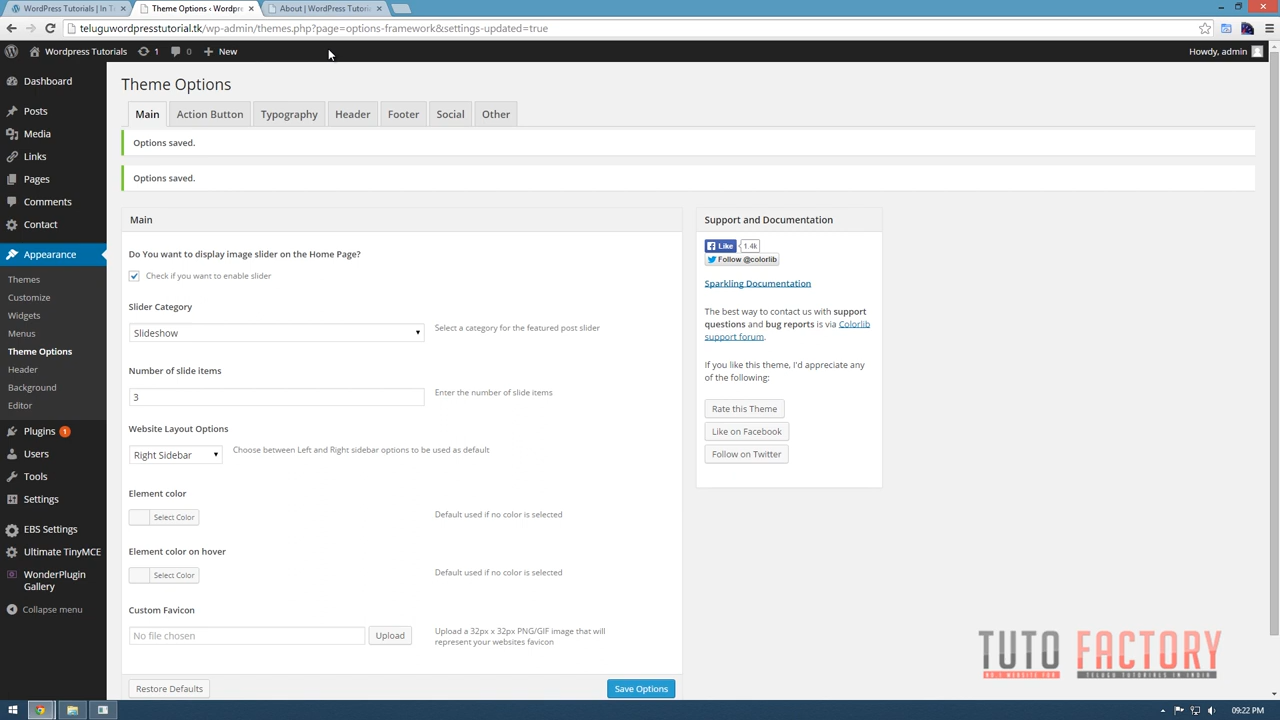 WordPress Tutorials | In T
Theme Options ‹ Wordpr
About | WordPress Tutoria
teluguwordpresstutorial.tk/wp-admin/themes.php?page=options-framework&settings-updated=true
Wordpress Tutorials
1
0
+ New
Howdy, admin
Dashboard
Posts
Media
Links
Pages
Comments
Contact
Appearance
Themes
Customize
Widgets
Menus
Theme Options
Header
Background
Editor
Plugins 1
Users
Tools
Settings
EBS Settings
Ultimate TinyMCE
WonderPlugin
Gallery
Collapse menu
Theme Options
Main
Action Button
Typography
Header
Footer
Social
Other
Options saved.
Options saved.
Main
Do You want to display image slider on the Home Page?
Check if you want to enable slider
Slider Category
Slideshow
Select a category for the featured post slider
Number of slide items
3
Enter the number of slide items
Website Layout Options
Right Sidebar
Choose between Left and Right sidebar options to be used as default
Element color
Select Color
Default used if no color is selected
Element color on hover
Select Color
Default used if no color is selected
Custom Favicon
No file chosen
Upload
Upload a 32px x 32px PNG/GIF image that will
represent your websites favicon
Restore Defaults
Save Options
Support and Documentation
Like
1.4k
Follow @colorlib
Sparkling Documentation
The best way to contact us with support
questions and bug reports is via Colorlib
support forum.
If you like this theme, I'd appreciate any
of the following:
Rate this Theme
Like on Facebook
Follow on Twitter
TUTO FACTORY
NO.1 WEBSITE FOR TELUGU TUTORIALS IN INDIA
09:22 PM